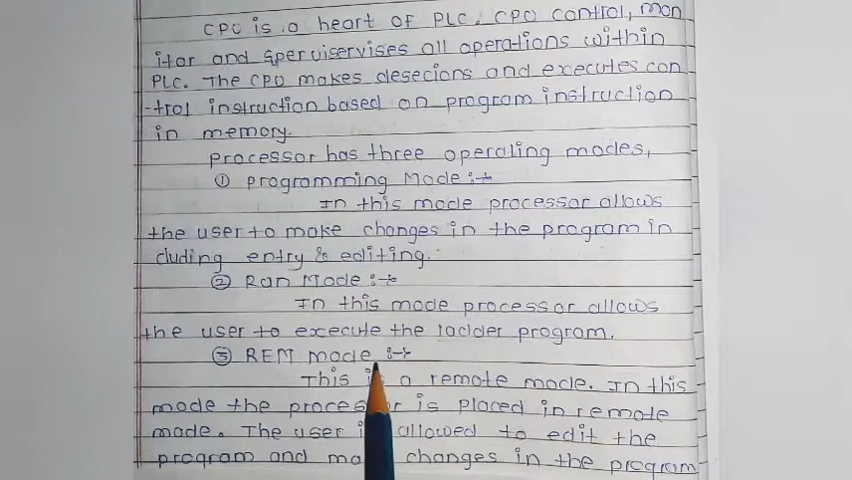 CPU is a heart of PLC. CPU control, mon
itor and sperviservises all operations within
PLC. The CPU makes desecions and executes con
-trol instruction based on program instruction
in memory.
processor has three operating modes,
① programming Mode :-
In this mode processor allows
the user to make changes in the program in
cluding entry & editing.
② Run Mode :-
In this mode processor allows
the user to execute the ladder program.
③ REM mode :-
This is a remote mode. In this
mode the processor is placed in remote
mode. The user is allowed to edit the
program and changes in the program